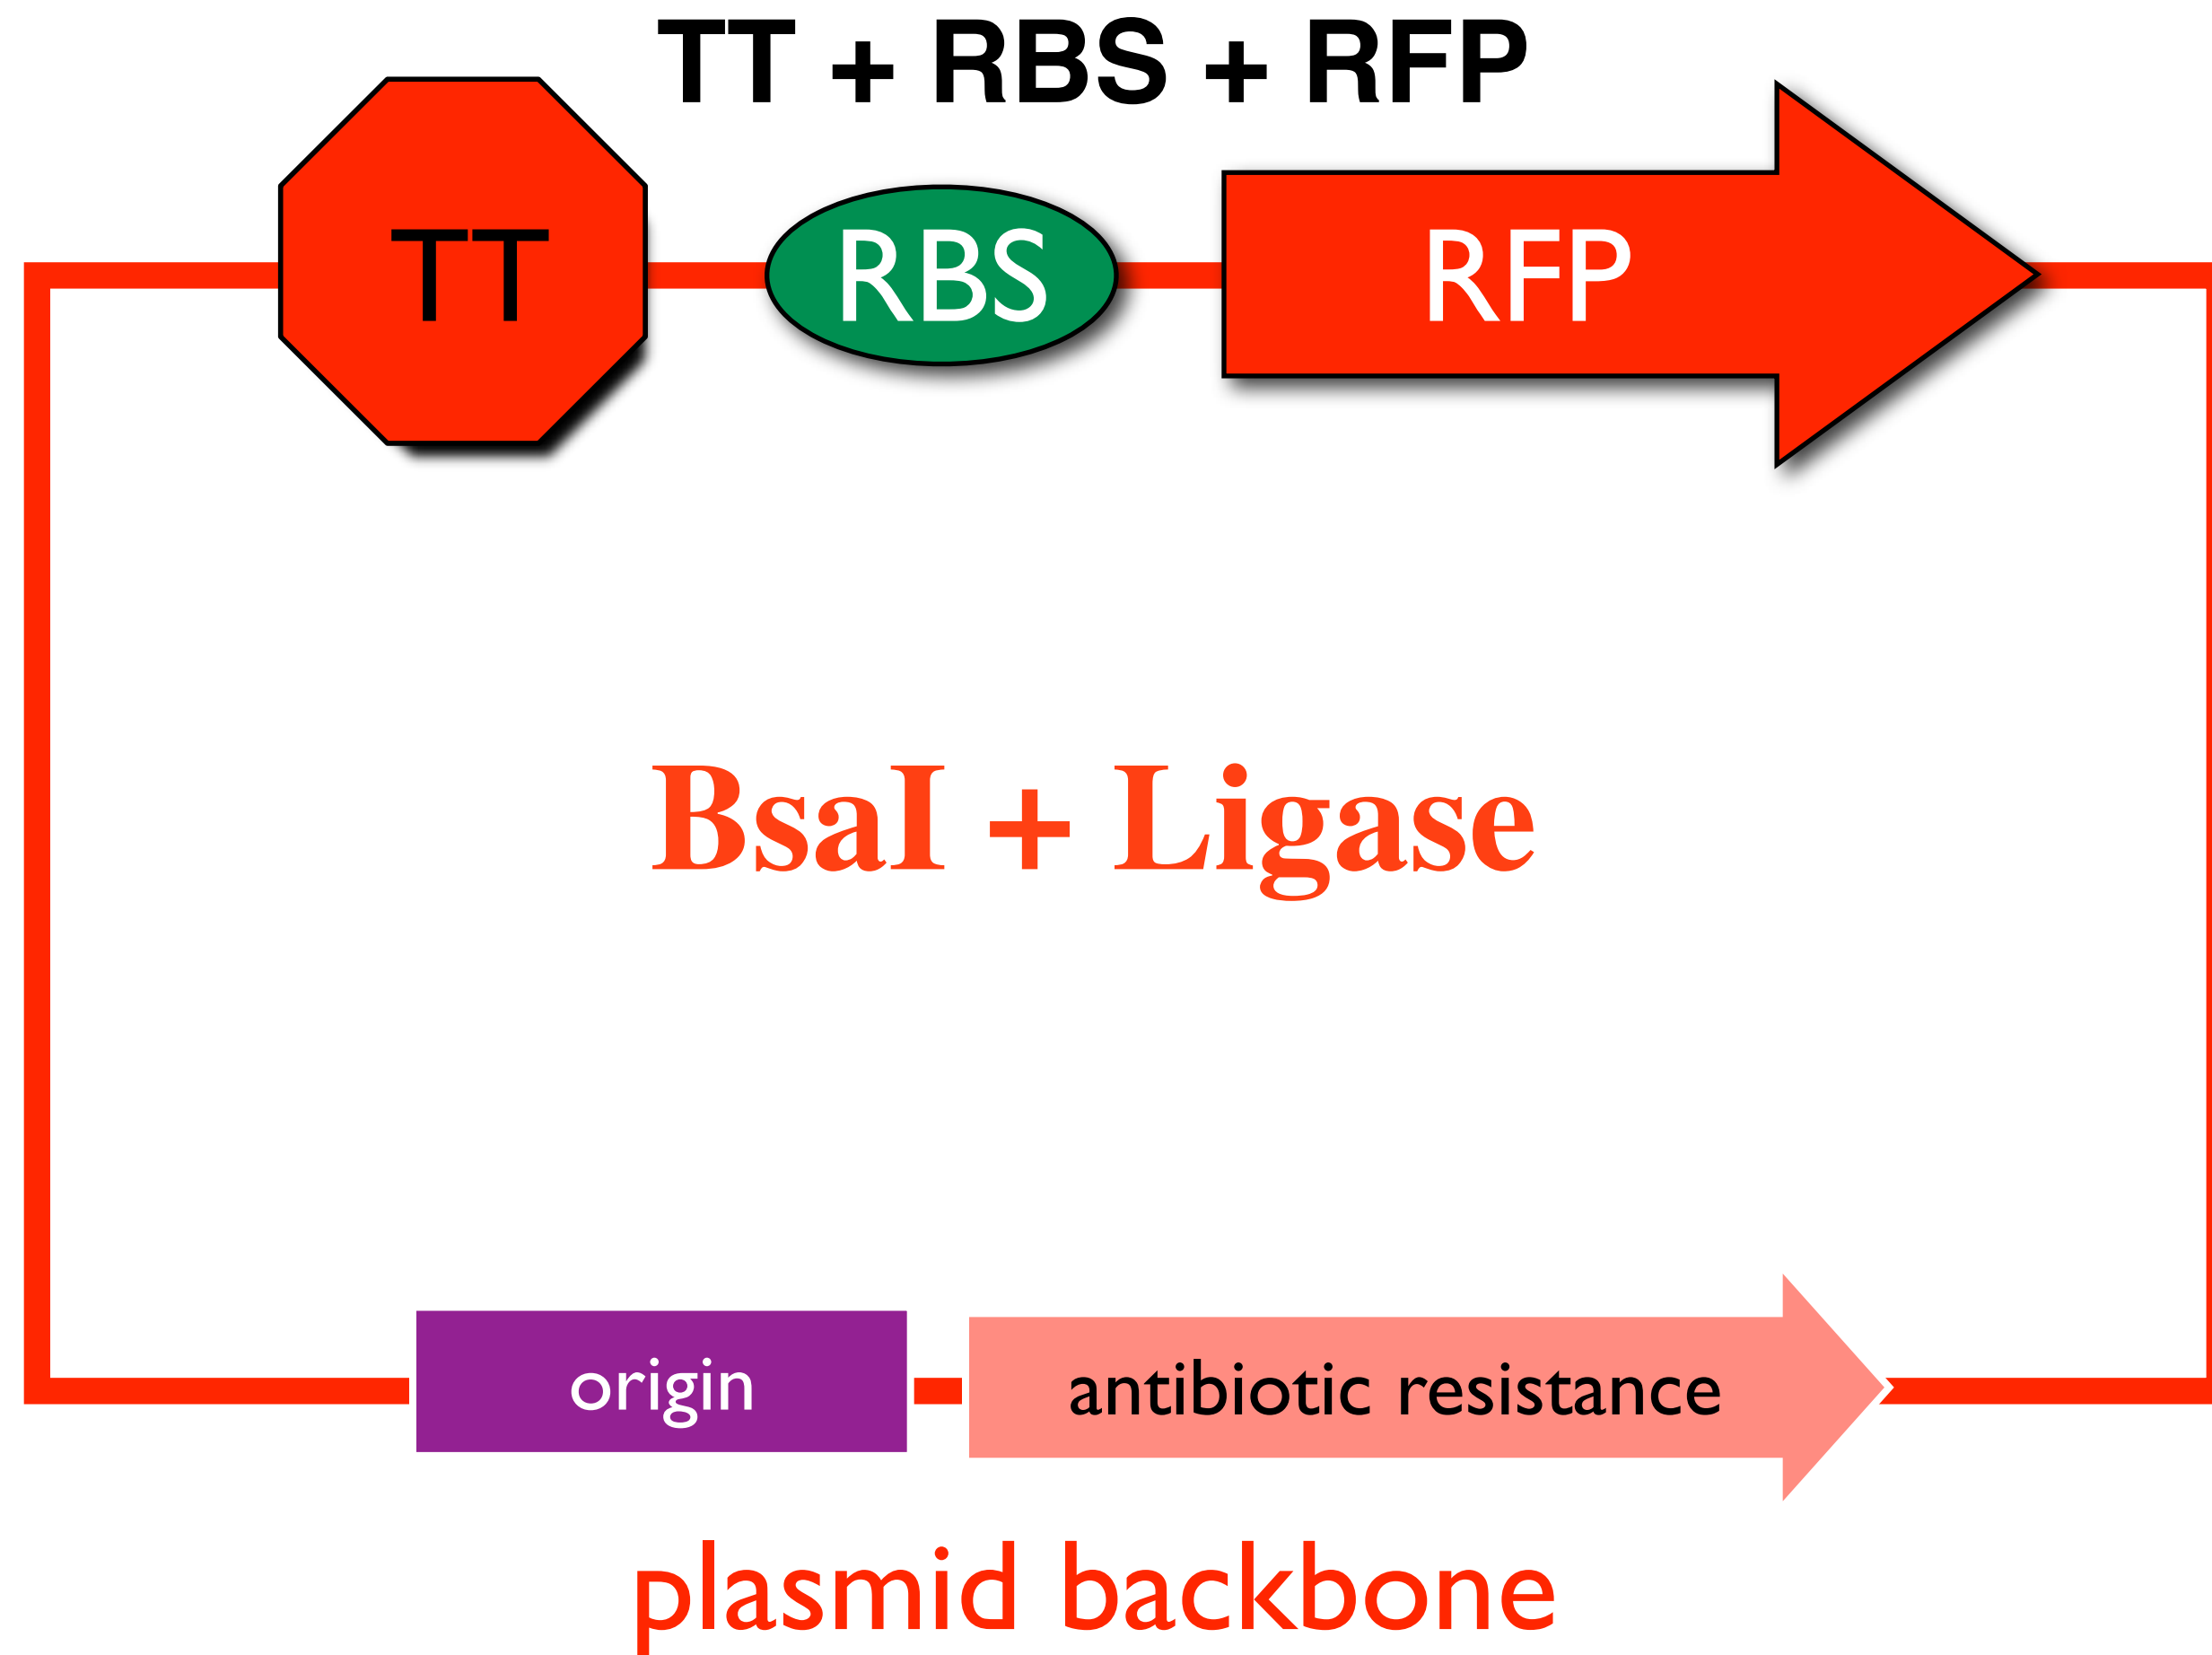 TT + RBS + RFP
TT
RBS
RFP
BsaI + Ligase
origin
antibiotic resistance
plasmid backbone